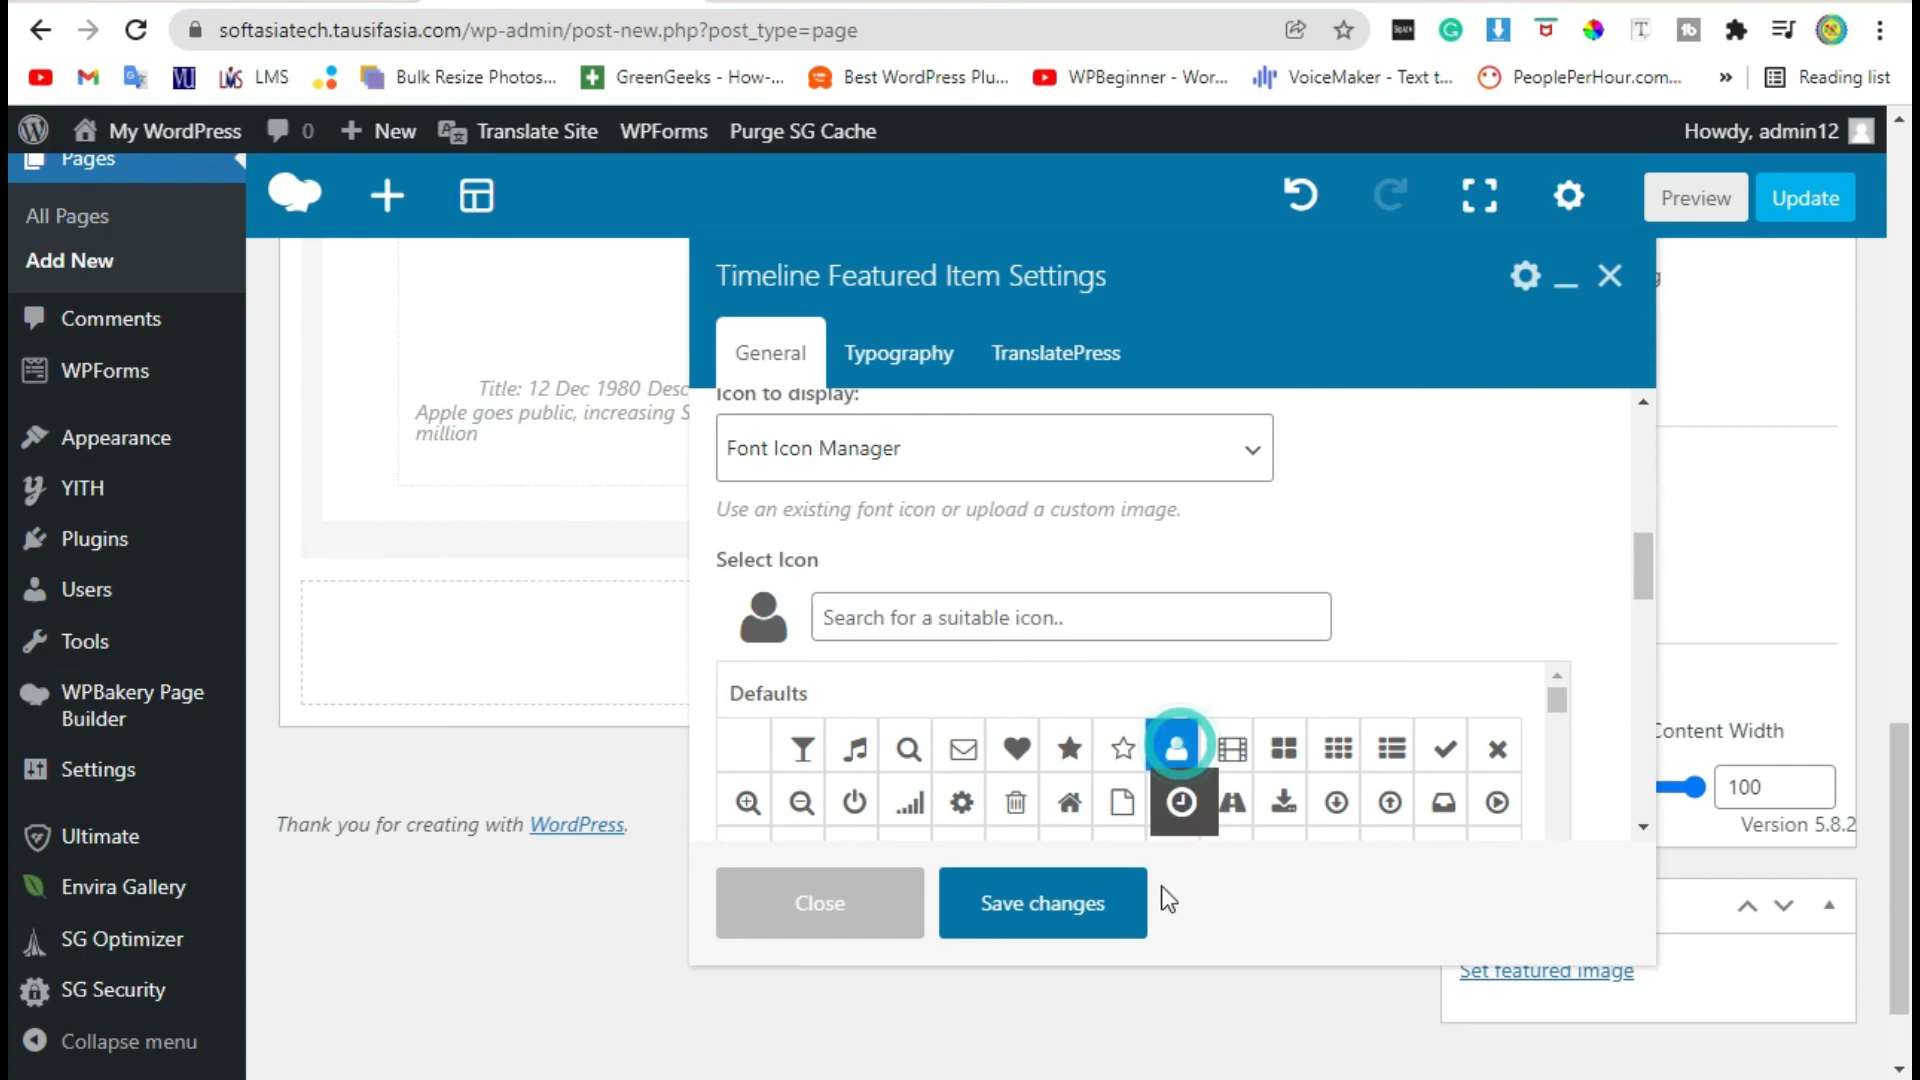 softasiatech.tausifasia.com/wp-admin/post-new.php?post_type=page
LMS
Bulk Resize Photos...
GreenGeeks - How-...
Best WordPress Plu...
WPBeginner - Wor...
VoiceMaker - Text t...
PeoplePerHour.com...
»
Reading list
My WordPress
0
New
Translate Site
WPForms
Purge SG Cache
Howdy, admin12
Pages
All Pages
Add New
Comments
WPForms
Appearance
YITH
Plugins
Users
Tools
WPBakery Page
Builder
Settings
Ultimate
Envira Gallery
SG Optimizer
SG Security
Collapse menu
Preview
Update
Title: 12 Dec 1980 Desc
Apple goes public, increasing S
million
Thank you for creating with WordPress.
Timeline Featured Item Settings
General
Typography
TranslatePress
Icon to display:
Font Icon Manager
Use an existing font icon or upload a custom image.
Select Icon
Search for a suitable icon..
Defaults
Close
Save changes
Content Width
100
Version 5.8.2
Set featured image